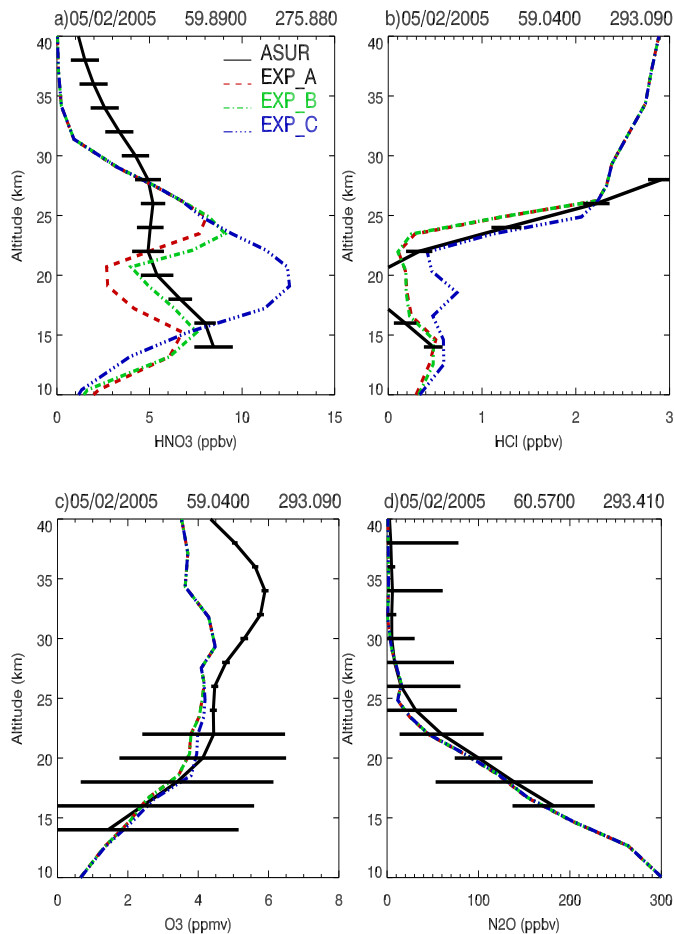 a)05/02/2005 59.8900 275.880
40
35
30
25
20
15
10
Altitude (km)
ASUR
EXP_A
EXP_B
EXP_C
0 5 10 15
HNO3 (ppbv)
b)05/02/2005 59.0400 293.090
40
35
30
25
20
15
10
Altitude (km)
0 1 2 3
HCl (ppbv)
c)05/02/2005 59.0400 293.090
40
35
30
25
20
15
10
Altitude (km)
0 2 4 6 8
O3 (ppmv)
d)05/02/2005 60.5700 293.410
40
35
30
25
20
15
10
Altitude (km)
0 100 200 300
N2O (ppbv)